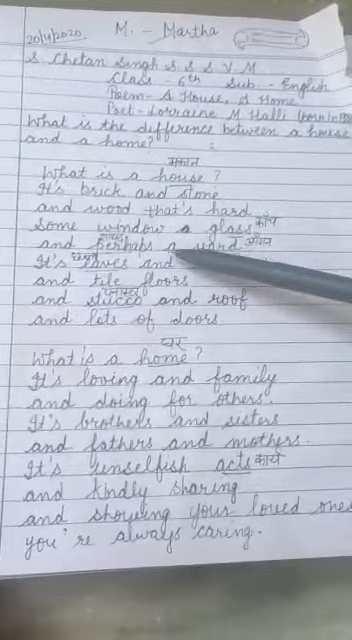 20/4/2020. M. - Martha
S. Chetan Singh S S S V M
Class - 6th Sub - English
Poem - A House, A Home
Poet - Lorraine M Halli
What is the difference between a house
and a home?
मकान
What is a house?
It's brick and stone
and wood that's hard
Some window a glass काँच
शायद
and perhaps a yard आँगन
It's eaves and
and tile floors
प्लास्टर
and stucco and roof
and lots of doors
घर
What is a home?
It's loving and family
and doing for others.
It's brothers and sisters
and fathers and mothers.
It's unselfish acts कार्य
and kindly sharing
and showing your loved ones
you're always caring.